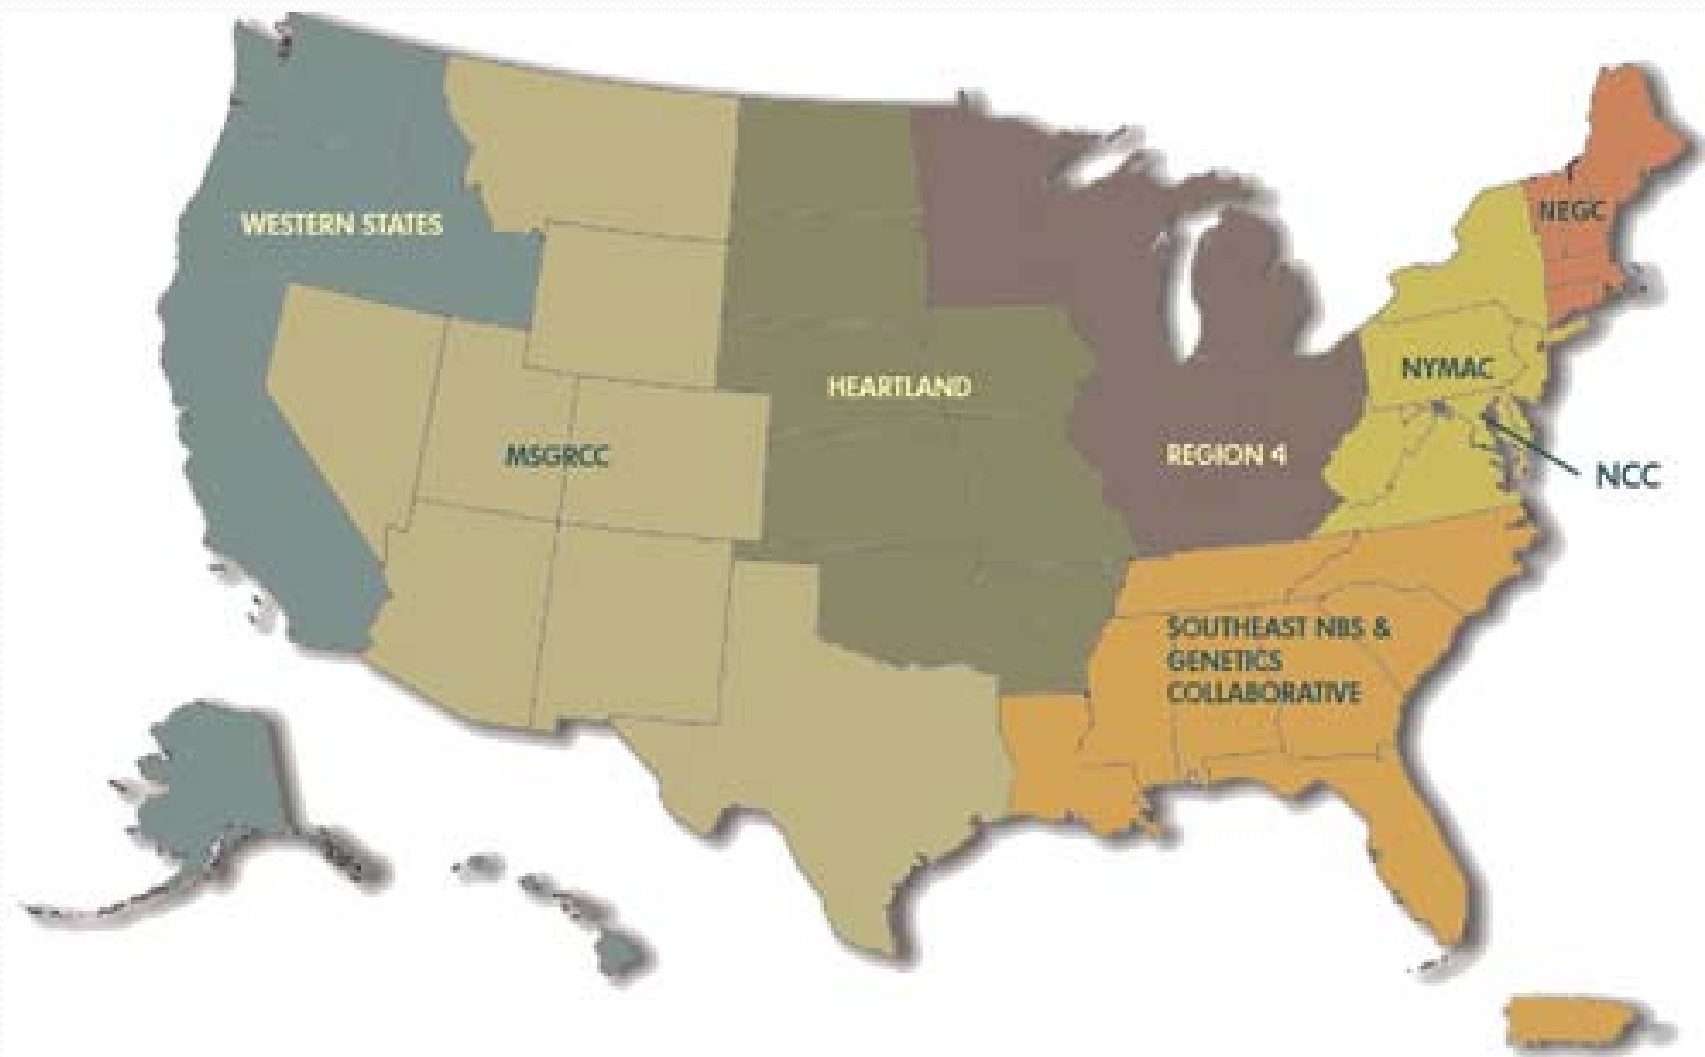 WESTERN STATES
NEGC
NYMAC
HEARTLAND
MSGRCC
REGION 4
NCC
SOUTHEAST NBS &
GENETICS
COLLABORATIVE